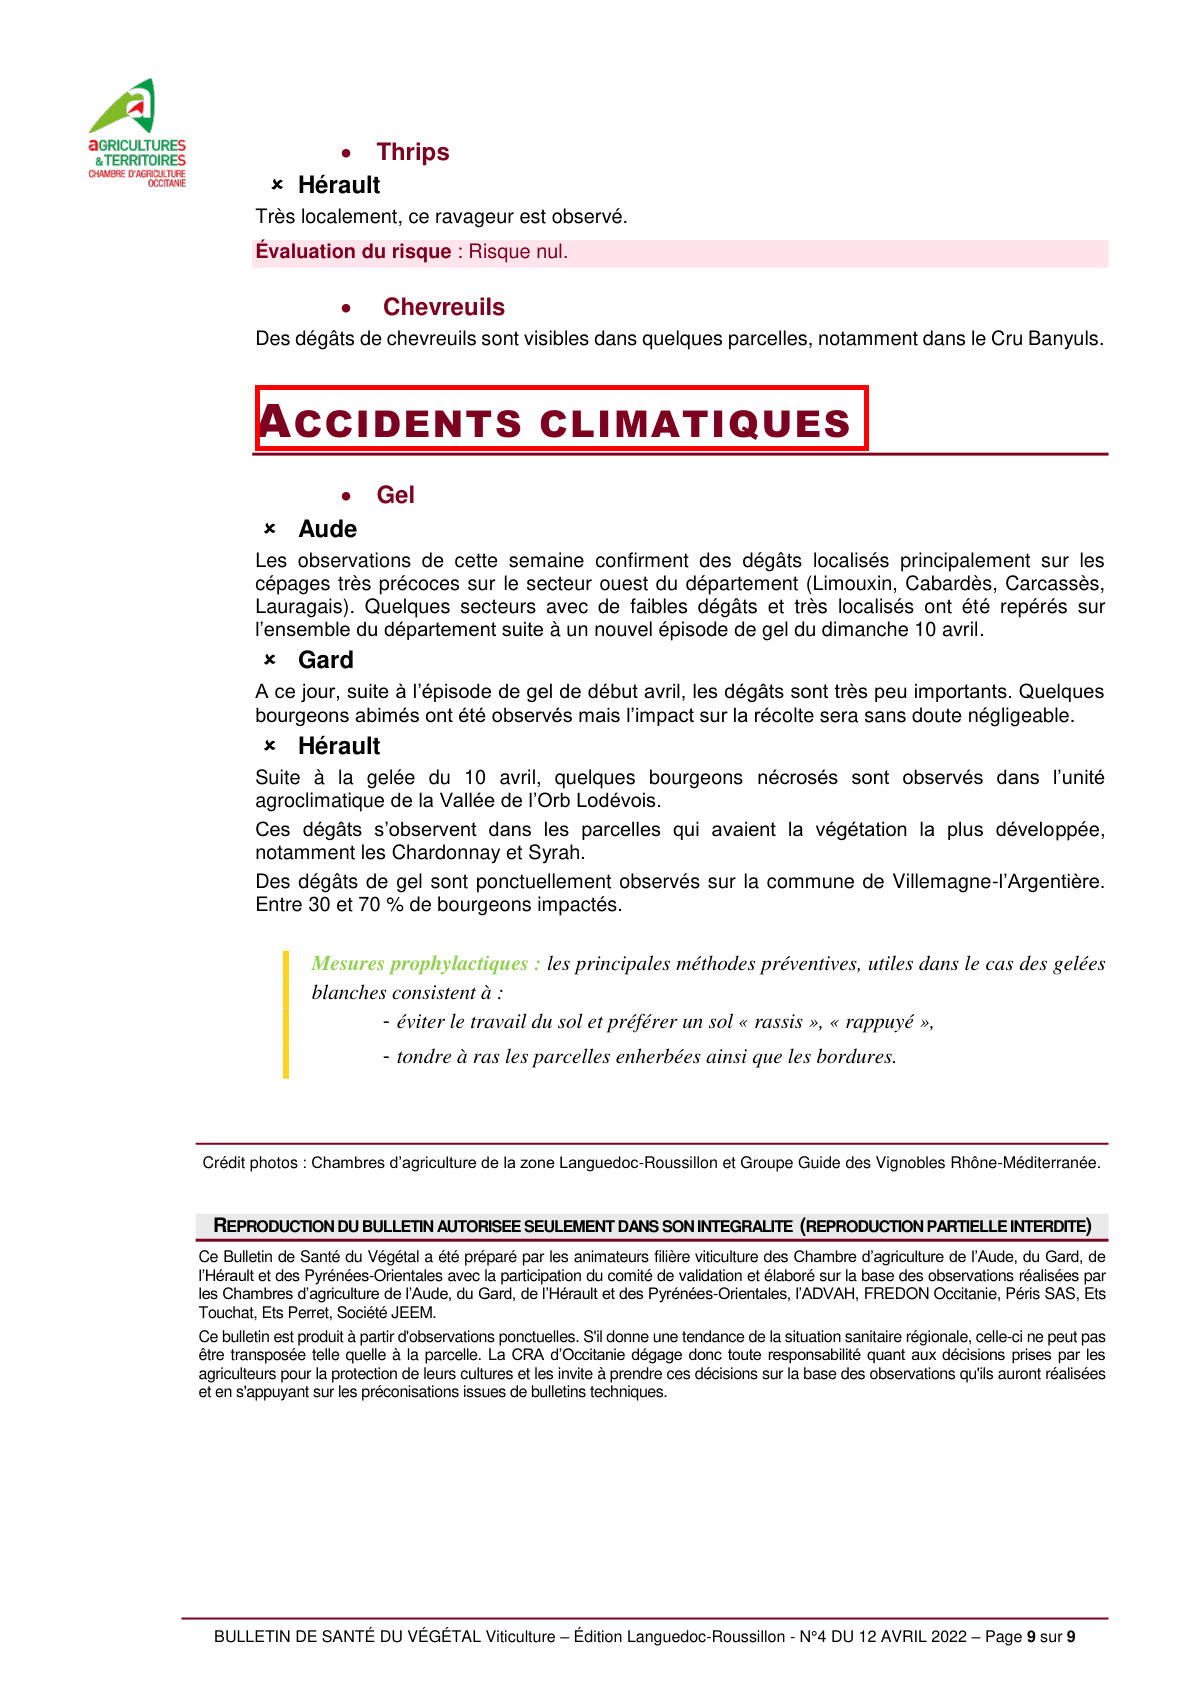 aGRICULTURES
& TERRITOIRES
CHAMBRE D'AGRICULTURE
OCCITANIE
• Thrips
× Hérault
Très localement, ce ravageur est observé.
Évaluation du risque : Risque nul.
• Chevreuils
Des dégâts de chevreuils sont visibles dans quelques parcelles, notamment dans le Cru Banyuls.
ACCIDENTS CLIMATIQUES
• Gel
× Aude
Les observations de cette semaine confirment des dégâts localisés principalement sur les
cépages très précoces sur le secteur ouest du département (Limouxin, Cabardès, Carcassès,
Lauragais). Quelques secteurs avec de faibles dégâts et très localisés ont été repérés sur
l’ensemble du département suite à un nouvel épisode de gel du dimanche 10 avril.
× Gard
A ce jour, suite à l’épisode de gel de début avril, les dégâts sont très peu importants. Quelques
bourgeons abimés ont été observés mais l’impact sur la récolte sera sans doute négligeable.
× Hérault
Suite à la gelée du 10 avril, quelques bourgeons nécrosés sont observés dans l’unité
agroclimatique de la Vallée de l’Orb Lodévois.
Ces dégâts s’observent dans les parcelles qui avaient la végétation la plus développée,
notamment les Chardonnay et Syrah.
Des dégâts de gel sont ponctuellement observés sur la commune de Villemagne-l’Argentière.
Entre 30 et 70 % de bourgeons impactés.
Mesures prophylactiques : les principales méthodes préventives, utiles dans le cas des gelées
blanches consistent à :
- éviter le travail du sol et préférer un sol « rassis », « rappuyé »,
- tondre à ras les parcelles enherbées ainsi que les bordures.
Crédit photos : Chambres d’agriculture de la zone Languedoc-Roussillon et Groupe Guide des Vignobles Rhône-Méditerranée.
REPRODUCTION DU BULLETIN AUTORISEE SEULEMENT DANS SON INTEGRALITE (REPRODUCTION PARTIELLE INTERDITE)
Ce Bulletin de Santé du Végétal a été préparé par les animateurs filière viticulture des Chambre d’agriculture de l’Aude, du Gard, de
l’Hérault et des Pyrénées-Orientales avec la participation du comité de validation et élaboré sur la base des observations réalisées par
les Chambres d’agriculture de l’Aude, du Gard, de l’Hérault et des Pyrénées-Orientales, l’ADVAH, FREDON Occitanie, Péris SAS, Ets
Touchat, Ets Perret, Société JEEM.
Ce bulletin est produit à partir d'observations ponctuelles. S'il donne une tendance de la situation sanitaire régionale, celle-ci ne peut pas
être transposée telle quelle à la parcelle. La CRA d’Occitanie dégage donc toute responsabilité quant aux décisions prises par les
agriculteurs pour la protection de leurs cultures et les invite à prendre ces décisions sur la base des observations qu'ils auront réalisées
et en s'appuyant sur les préconisations issues de bulletins techniques.
BULLETIN DE SANTÉ DU VÉGÉTAL Viticulture – Édition Languedoc-Roussillon - N°4 DU 12 AVRIL 2022 – Page 9 sur 9